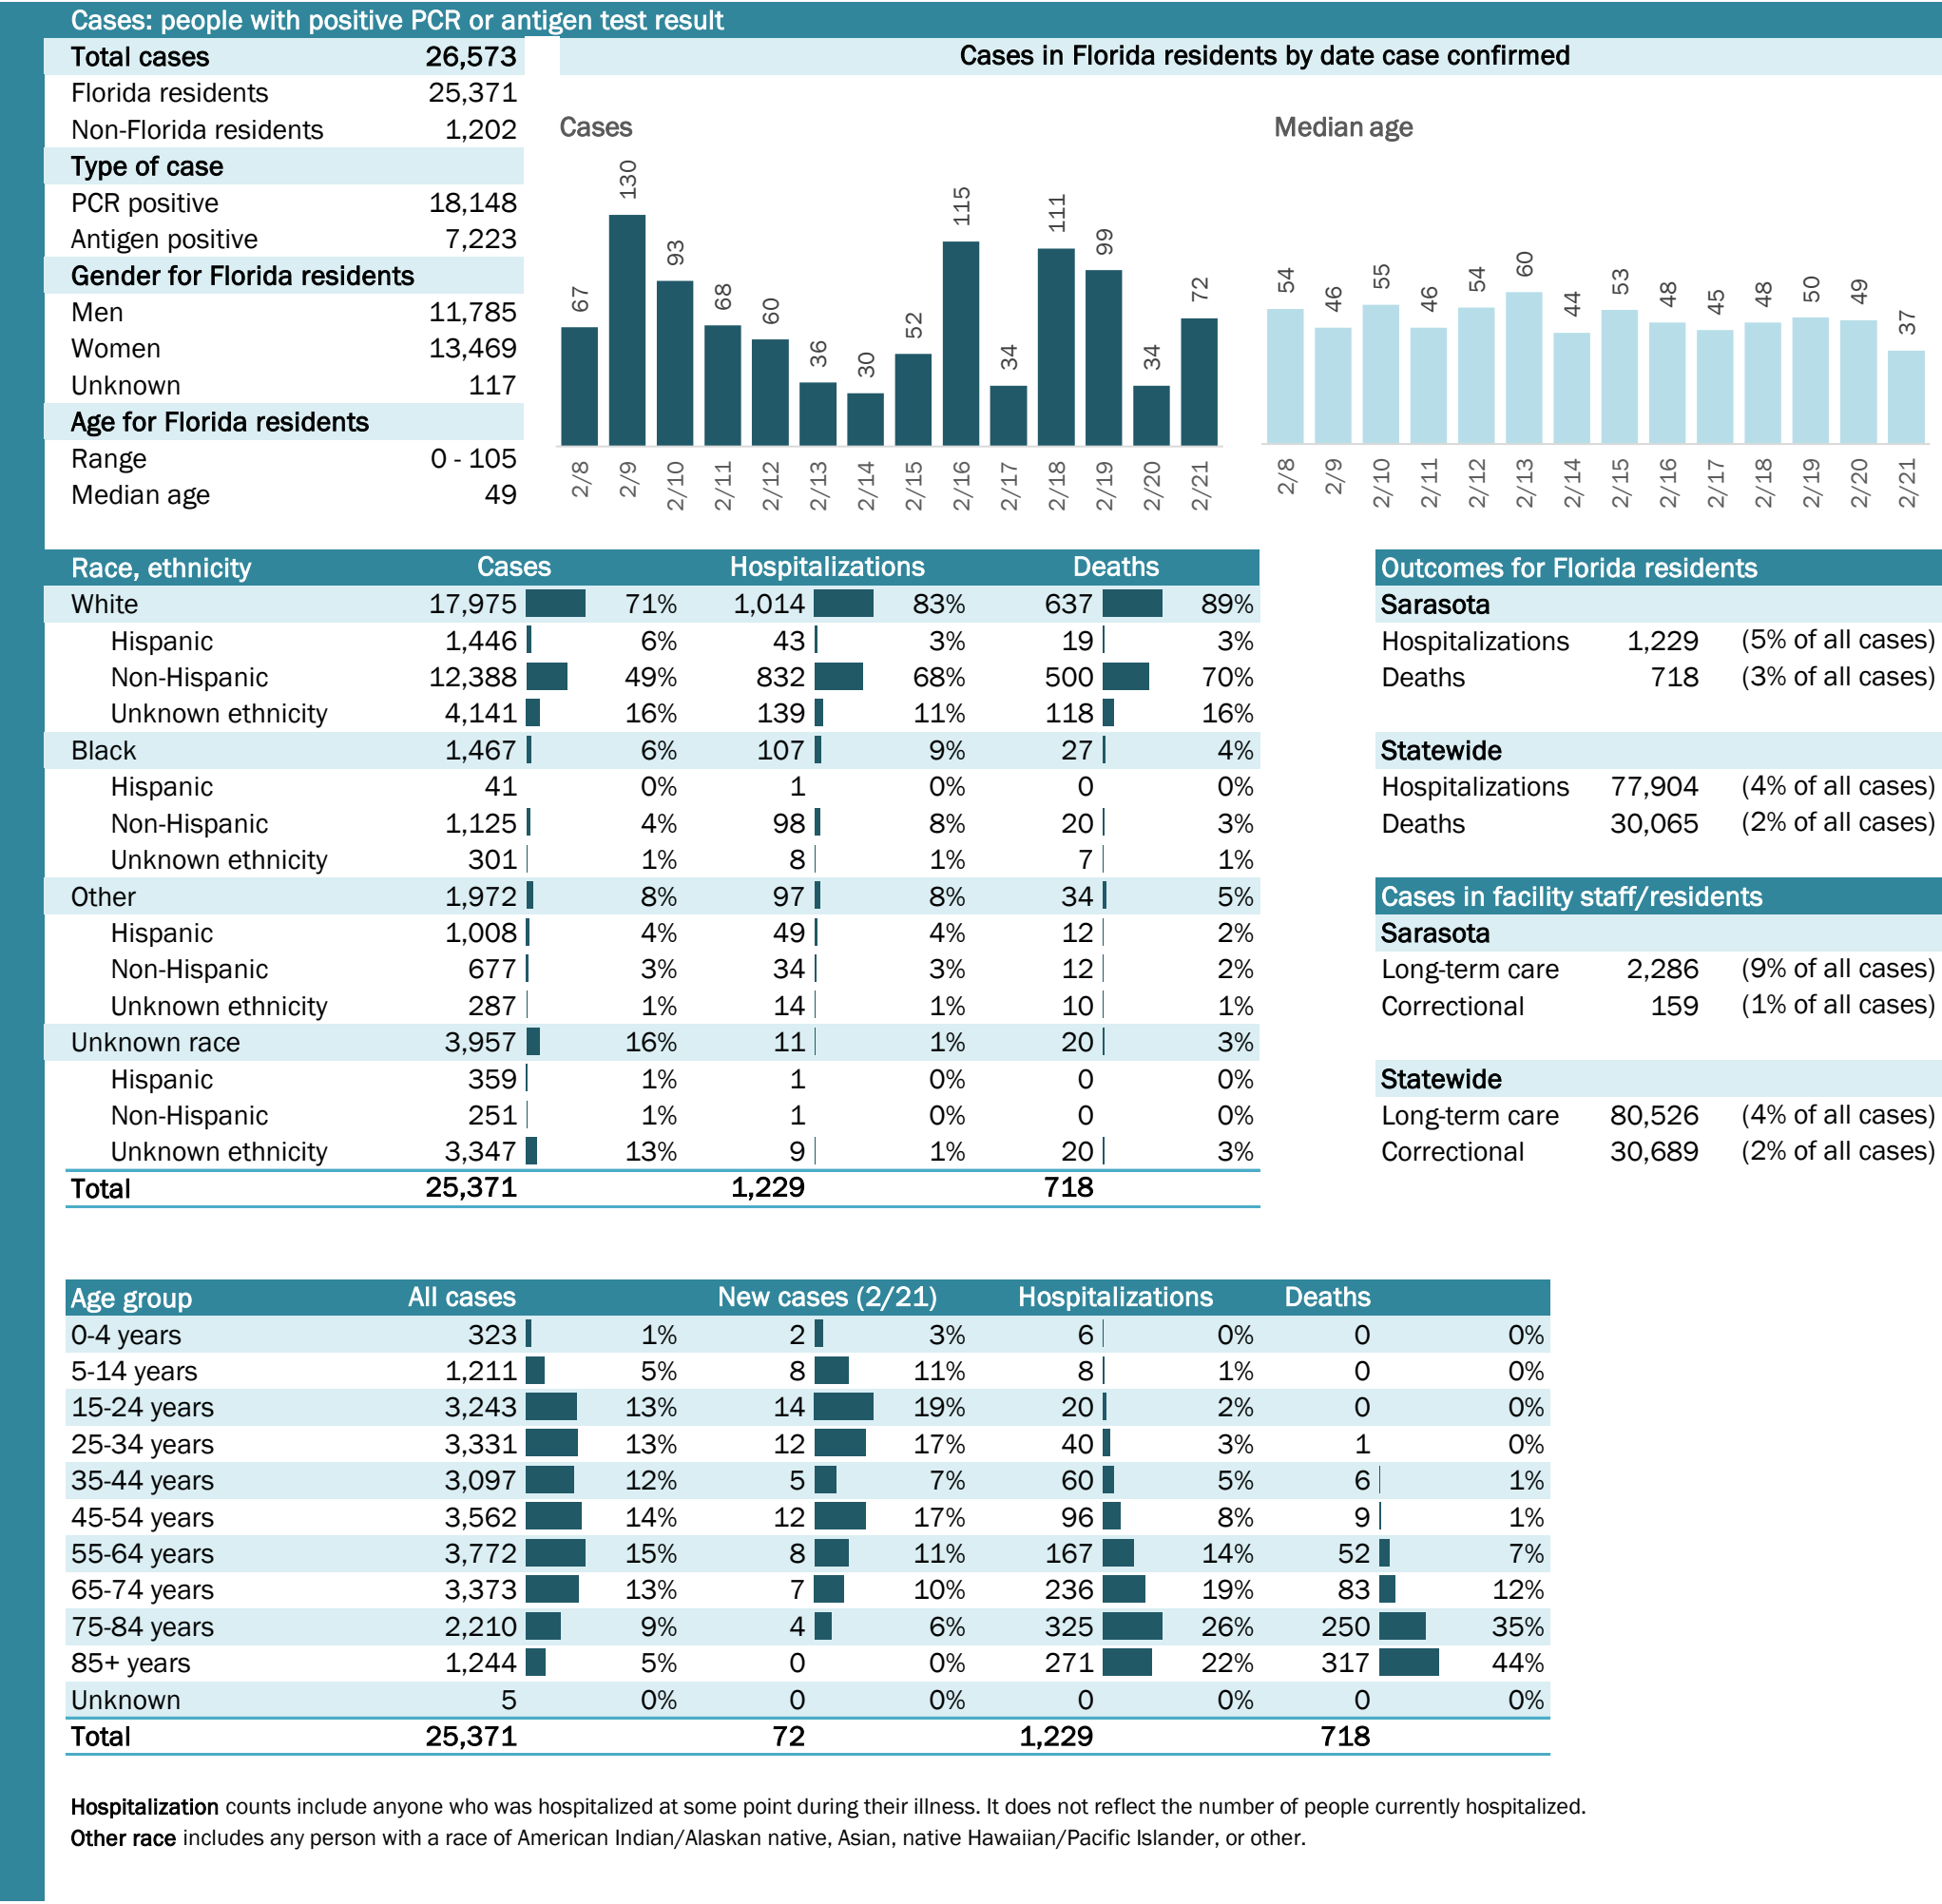 Cases: people with positive PCR or antigen test result
Total cases 26,573
Florida residents 25,371
Non-Florida residents 1,202
Type of case
PCR positive 18,148
Antigen positive 7,223
Gender for Florida residents
Men 11,785
Women 13,469
Unknown 117
Age for Florida residents
Range 0 - 105
Median age 49
Cases in Florida residents by date case confirmed
Cases
67 130 93 68 60 36 30 52 115 34 111 99 34 72
2/8 2/9 2/10 2/11 2/12 2/13 2/14 2/15 2/16 2/17 2/18 2/19 2/20 2/21
Median age
54 46 55 46 54 60 44 53 48 45 48 50 49 37
2/8 2/9 2/10 2/11 2/12 2/13 2/14 2/15 2/16 2/17 2/18 2/19 2/20 2/21
Race, ethnicity Cases Hospitalizations Deaths
White 17,975 71% 1,014 83% 637 89%
Hispanic 1,446 6% 43 3% 19 3%
Non-Hispanic 12,388 49% 832 68% 500 70%
Unknown ethnicity 4,141 16% 139 11% 118 16%
Black 1,467 6% 107 9% 27 4%
Hispanic 41 0% 1 0% 0 0%
Non-Hispanic 1,125 4% 98 8% 20 3%
Unknown ethnicity 301 1% 8 1% 7 1%
Other 1,972 8% 97 8% 34 5%
Hispanic 1,008 4% 49 4% 12 2%
Non-Hispanic 677 3% 34 3% 12 2%
Unknown ethnicity 287 1% 14 1% 10 1%
Unknown race 3,957 16% 11 1% 20 3%
Hispanic 359 1% 1 0% 0 0%
Non-Hispanic 251 1% 1 0% 0 0%
Unknown ethnicity 3,347 13% 9 1% 20 3%
Total 25,371 1,229 718
Outcomes for Florida residents
Sarasota
Hospitalizations 1,229 (5% of all cases)
Deaths 718 (3% of all cases)
Statewide
Hospitalizations 77,904 (4% of all cases)
Deaths 30,065 (2% of all cases)
Cases in facility staff/residents
Sarasota
Long-term care 2,286 (9% of all cases)
Correctional 159 (1% of all cases)
Statewide
Long-term care 80,526 (4% of all cases)
Correctional 30,689 (2% of all cases)
Age group All cases New cases (2/21) Hospitalizations Deaths
0-4 years 323 1% 2 3% 6 0% 0 0%
5-14 years 1,211 5% 8 11% 8 1% 0 0%
15-24 years 3,243 13% 14 19% 20 2% 0 0%
25-34 years 3,331 13% 12 17% 40 3% 1 0%
35-44 years 3,097 12% 5 7% 60 5% 6 1%
45-54 years 3,562 14% 12 17% 96 8% 9 1%
55-64 years 3,772 15% 8 11% 167 14% 52 7%
65-74 years 3,373 13% 7 10% 236 19% 83 12%
75-84 years 2,210 9% 4 6% 325 26% 250 35%
85+ years 1,244 5% 0 0% 271 22% 317 44%
Unknown 5 0% 0 0% 0 0% 0 0%
Total 25,371 72 1,229 718
Hospitalization counts include anyone who was hospitalized at some point during their illness. It does not reflect the number of people currently hospitalized.
Other race includes any person with a race of American Indian/Alaskan native, Asian, native Hawaiian/Pacific Islander, or other.